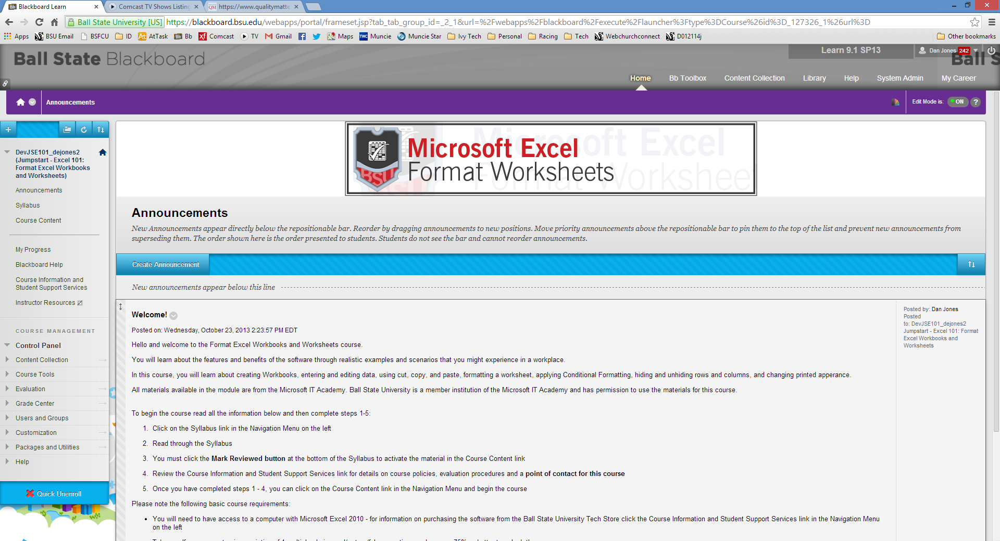 Blackboard Learn
Comcast TV Shows Listing
https://www.qualitymatte
Ball State University [US] https://blackboard.bsu.edu/webapps/portal/frameset.jsp?tab_tab_group_id=_2_1&url=%2Fwebapps%2Fblackboard%2Fexecute%2Flauncher%3Ftype%3DCourse%26id%3D_127326_1%26url%3D
Apps BSU Email BSFCU ID AtTask Bb Comcast TV Gmail Maps Muncie Muncie Star Ivy Tech Personal Racing Tech Webchurchconnect D012114j Other bookmarks
Ball State Blackboard
Learn 9.1 SP13
Dan Jones 242
Ball S
Home Bb Toolbox Content Collection Library Help System Admin My Career
Announcements
Edit Mode is: ON ?
DevJSE101_dejones2
(Jumpstart - Excel 101:
Format Excel Workbooks
and Worksheets)
Announcements
Syllabus
Course Content
My Progress
Blackboard Help
Course Information and
Student Support Services
Instructor Resources
COURSE MANAGEMENT
Control Panel
Content Collection
Course Tools
Evaluation
Grade Center
Users and Groups
Customization
Packages and Utilities
Help
Quick Unenroll
BSU
Microsoft Excel
Format Worksheets
Microsoft Excel
Format Workshee
Announcements
New Announcements appear directly below the repositionable bar. Reorder by dragging announcements to new positions. Move priority announcements above the repositionable bar to pin them to the top of the list and prevent new announcements from
superseding them. The order shown here is the order presented to students. Students do not see the bar and cannot reorder announcements.
Create Announcement
New announcements appear below this line
Welcome!
Posted on: Wednesday, October 23, 2013 2:23:57 PM EDT
Hello and welcome to the Format Excel Workbooks and Worksheets course.
You will learn about the features and benefits of the software through realistic examples and scenarios that you might experience in a workplace.
In this course, you will learn about creating Workbooks, entering and editing data, using cut, copy, and paste, formatting a worksheet, applying Conditional Formatting, hiding and unhiding rows and columns, and changing printed apperance.
All materials available in the module are from the Microsoft IT Academy. Ball State University is a member institution of the Microsoft IT Academy and has permission to use the materials for this course.
To begin the course read all the information below and then complete steps 1-5:
1. Click on the Syllabus link in the Navigation Menu on the left
2. Read through the Syllabus
3. You must click the Mark Reviewed button at the bottom of the Syllabus to activate the material in the Course Content link
4. Review the Course Information and Student Support Services link for details on course policies, evaluation procedures and a point of contact for this course
5. Once you have completed steps 1 - 4, you can click on the Course Content link in the Navigation Menu and begin the course
Please note the following basic course requirements:
• You will need to have access to a computer with Microsoft Excel 2010 - for information on purchasing the software from the Ball State University Tech Store click the Course Information and Student Support Services link in the Navigation Menu
on the left
Posted by: Dan Jones
Posted
to: DevJSE101_dejones2
Jumpstart - Excel 101: Format
Excel Workbooks and
Worksheets